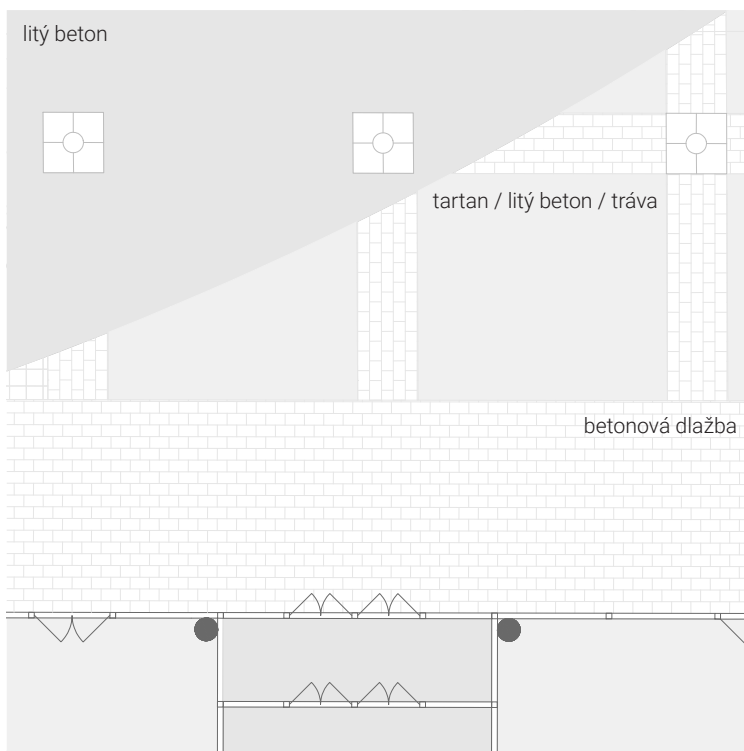 litý beton
tartan / litý beton / tráva
betonová dlažba